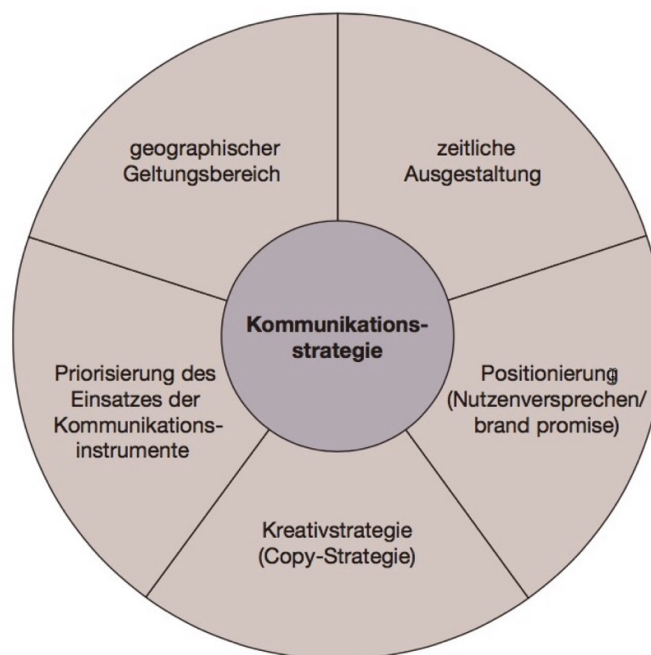 geographischer
Geltungsbereich
zeitliche
Ausgestaltung
Kommunikations-
strategie
Priorisierung des
Einsatzes der
Kommunikations-
instrumente
Positionierung
(Nutzenversprechen/
brand promise)
Kreativstrategie
(Copy-Strategie)